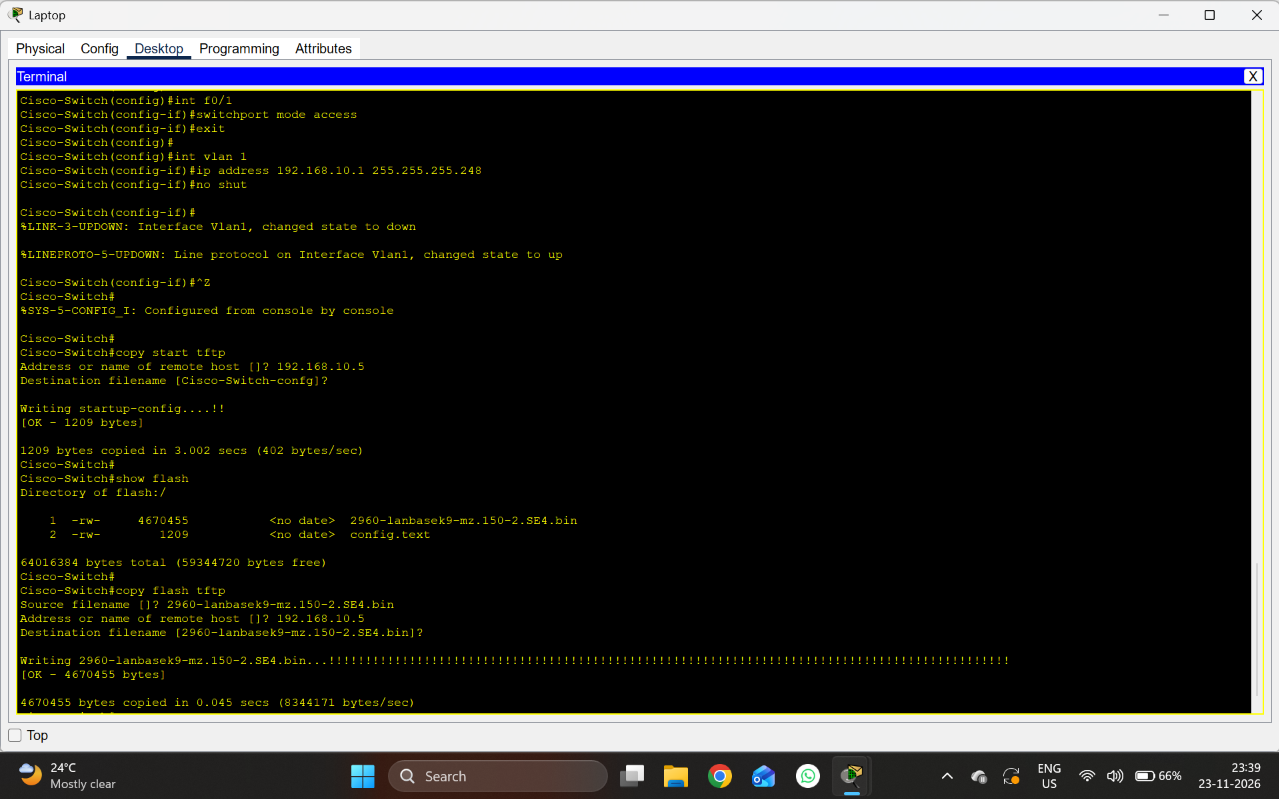 Laptop
Physical Config Desktop Programming Attributes
Terminal X
Cisco-Switch(config)#int f0/1
Cisco-Switch(config-if)#switchport mode access
Cisco-Switch(config-if)#exit
Cisco-Switch(config)#
Cisco-Switch(config)#int vlan 1
Cisco-Switch(config-if)#ip address 192.168.10.1 255.255.255.248
Cisco-Switch(config-if)#no shut
Cisco-Switch(config-if)#
%LINK-3-UPDOWN: Interface Vlan1, changed state to down
%LINEPROTO-5-UPDOWN: Line protocol on Interface Vlan1, changed state to up
Cisco-Switch(config-if)#^Z
Cisco-Switch#
%SYS-5-CONFIG_I: Configured from console by console
Cisco-Switch#
Cisco-Switch#copy start tftp
Address or name of remote host []? 192.168.10.5
Destination filename [Cisco-Switch-confg]?
Writing startup-config....!!
[OK - 1209 bytes]
1209 bytes copied in 3.002 secs (402 bytes/sec)
Cisco-Switch#
Cisco-Switch#show flash
Directory of flash:/
1 -rw- 4670455 <no date> 2960-lanbasek9-mz.150-2.SE4.bin
2 -rw- 1209 <no date> config.text
64016384 bytes total (59344720 bytes free)
Cisco-Switch#
Cisco-Switch#copy flash tftp
Source filename []? 2960-lanbasek9-mz.150-2.SE4.bin
Address or name of remote host []? 192.168.10.5
Destination filename [2960-lanbasek9-mz.150-2.SE4.bin]?
Writing 2960-lanbasek9-mz.150-2.SE4.bin...!!!!!!!!!!!!!!!!!!!!!!!!!!!!!!!!!!!!!!!!!!!!!!!!!!!!!!!!!!!!!!!!!!!!!!!!!!!!!!!!!!!!!!!!!!!!!
[OK - 4670455 bytes]
4670455 bytes copied in 0.045 secs (8344171 bytes/sec)
Top
24°C
Mostly clear
Search
ENG
US
66%
23:39
23-11-2026